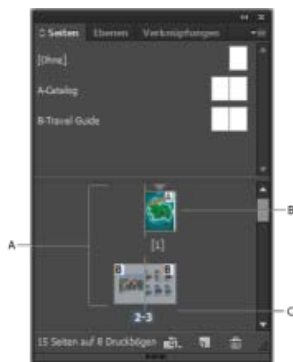 Seiten Ebenen Verknüpfungen
[Ohne]
A-Catalog
B-Travel Guide
A
B
A
[1]
B B
C
2-3
15 Seiten auf 8 Druckbögen